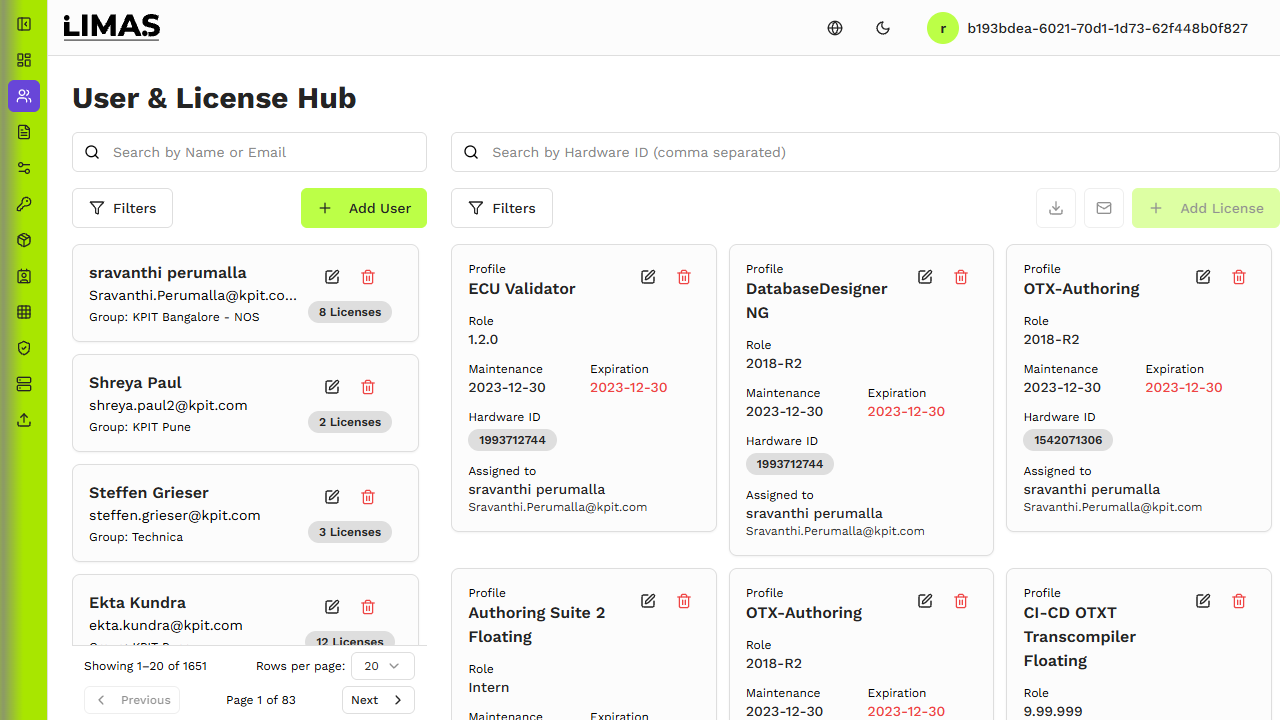 LIMAS
r
b193bdea-6021-70d1-1d73-62f448b0f827
User & License Hub
Search by Name or Email
Filters
Add User
sravanthi perumalla
Sravanthi.Perumalla@kpit.co...
8 Licenses
Group: KPIT Bangalore - NOS
Shreya Paul
shreya.paul2@kpit.com
2 Licenses
Group: KPIT Pune
Steffen Grieser
steffen.grieser@kpit.com
3 Licenses
Group: Technica
Ekta Kundra
ekta.kundra@kpit.com
12 Licenses
Showing 1–20 of 1651
Rows per page:
20
Previous
Page 1 of 83
Next
Search by Hardware ID (comma separated)
Filters
Add License
Profile
ECU Validator
Role
1.2.0
Maintenance Expiration
2023-12-30 2023-12-30
Hardware ID
1993712744
Assigned to
sravanthi perumalla
Sravanthi.Perumalla@kpit.com
Profile
DatabaseDesigner
NG
Role
2018-R2
Maintenance Expiration
2023-12-30 2023-12-30
Hardware ID
1993712744
Assigned to
sravanthi perumalla
Sravanthi.Perumalla@kpit.com
Profile
OTX-Authoring
Role
2018-R2
Maintenance Expiration
2023-12-30 2023-12-30
Hardware ID
1542071306
Assigned to
sravanthi perumalla
Sravanthi.Perumalla@kpit.com
Profile
Authoring Suite 2
Floating
Role
Intern
Maintenance Expiration
Profile
OTX-Authoring
Role
2018-R2
Maintenance Expiration
2023-12-30 2023-12-30
Profile
CI-CD OTXT
Transcompiler
Floating
Role
9.99.999